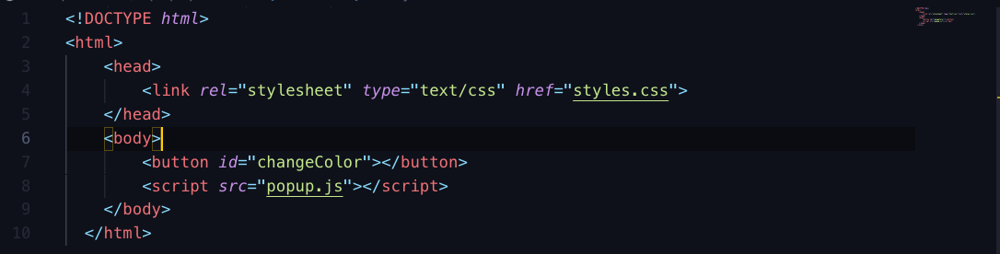 1 <!DOCTYPE html>
2 <html>
3     <head>
4         <link rel="stylesheet" type="text/css" href="styles.css">
5     </head>
6     <body>
7         <button id="changeColor"></button>
8         <script src="popup.js"></script>
9     </body>
10   </html>